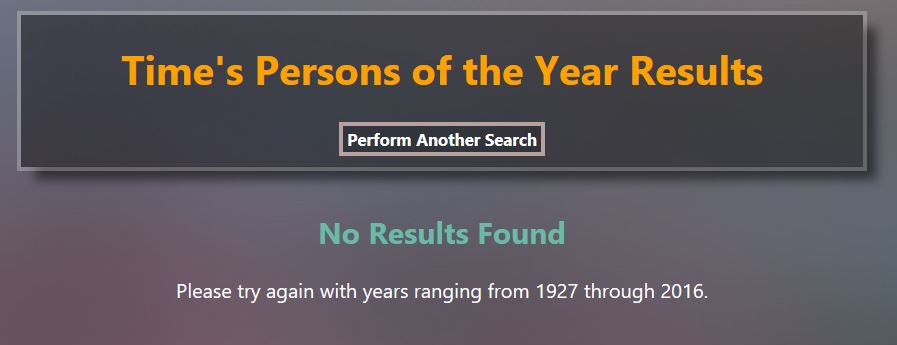 Time's Persons of the Year Results
Perform Another Search
No Results Found
Please try again with years ranging from 1927 through 2016.